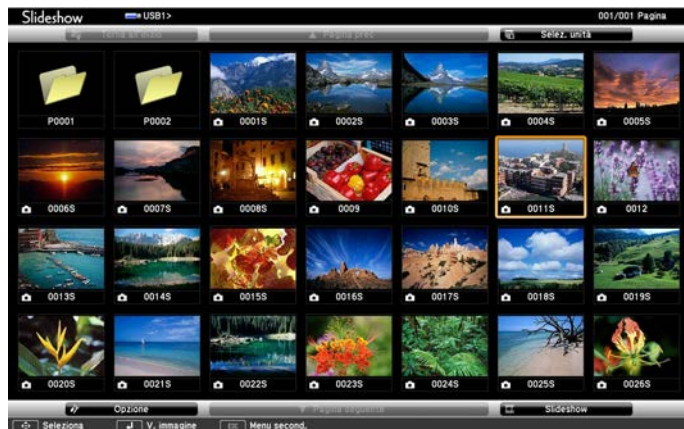 Slideshow USB1> 001/001 Pagina
Torna all'inizio Pagina prec Selez. unità
P0001 P0002 0001S 0002S 0003S 0004S 0005S
0006S 0007S 0008S 0009 0010S 0011S 0012
0013S 0014S 0015S 0016S 0017S 0018S 0019S
0020S 0021S 0022S 0023S 0024S 0025S 0026S
Opzione Pagina seguente Slideshow
Seleziona V. immagine Esc Menu second.